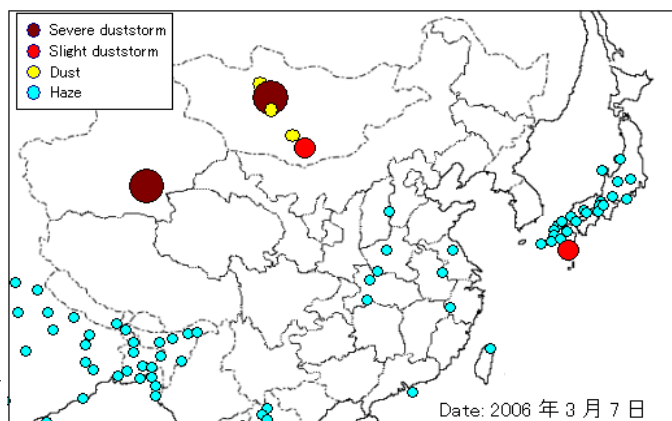 Severe duststorm
Slight duststorm
Dust
Haze
Date: 2006 年 3 月 7 日